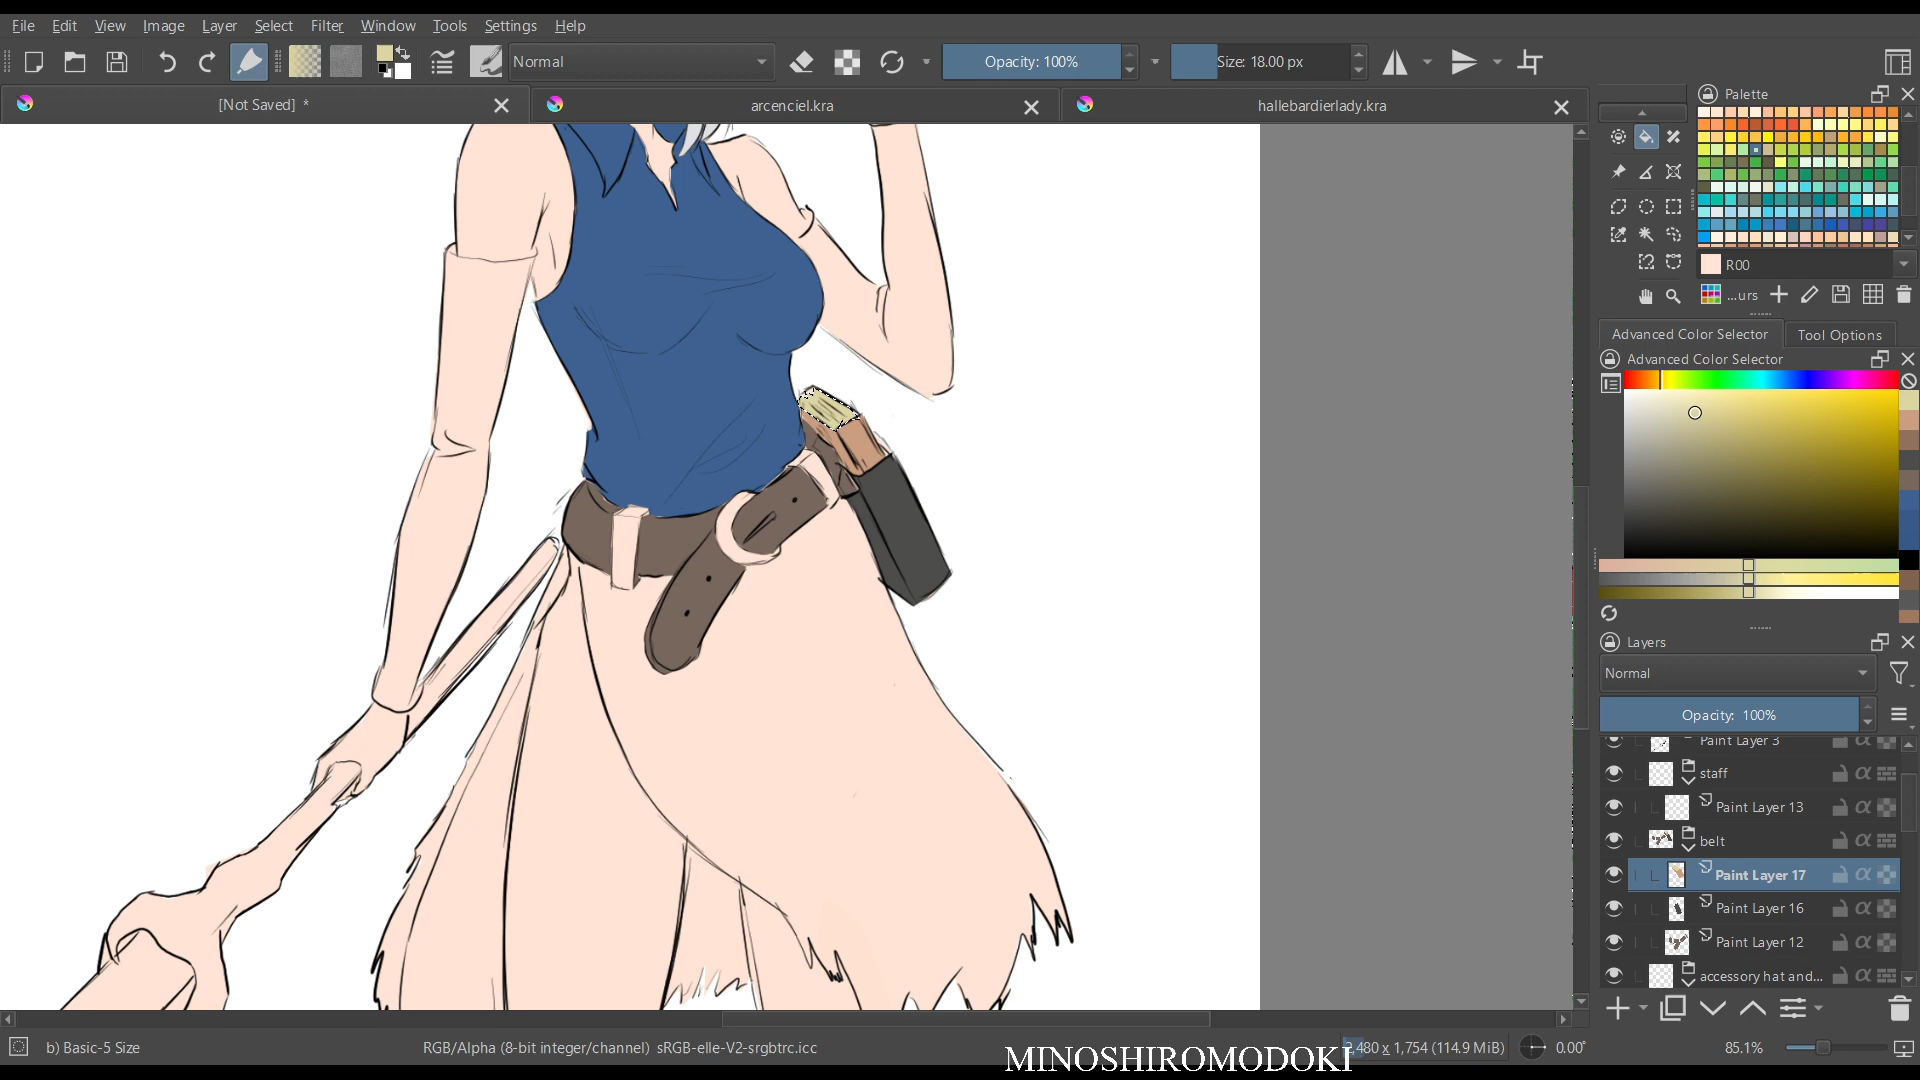 File Edit View Image Layer Select Filter Window Tools Settings Help
Normal
Opacity: 100%
Size: 18.00 px
[Not Saved] *
arcenciel.kra
hallebardierlady.kra
Palette
R00
...urs
Advanced Color Selector
Tool Options
Advanced Color Selector
Layers
Normal
Opacity: 100%
Paint Layer 3
staff
Paint Layer 13
belt
Paint Layer 17
Paint Layer 16
Paint Layer 12
accessory hat and...
b) Basic-5 Size
RGB/Alpha (8-bit integer/channel) sRGB-elle-V2-srgbtrc.icc
MINOSHIROMODOKI
2,480 x 1,754 (114.9 MiB)
0.00°
85.1%